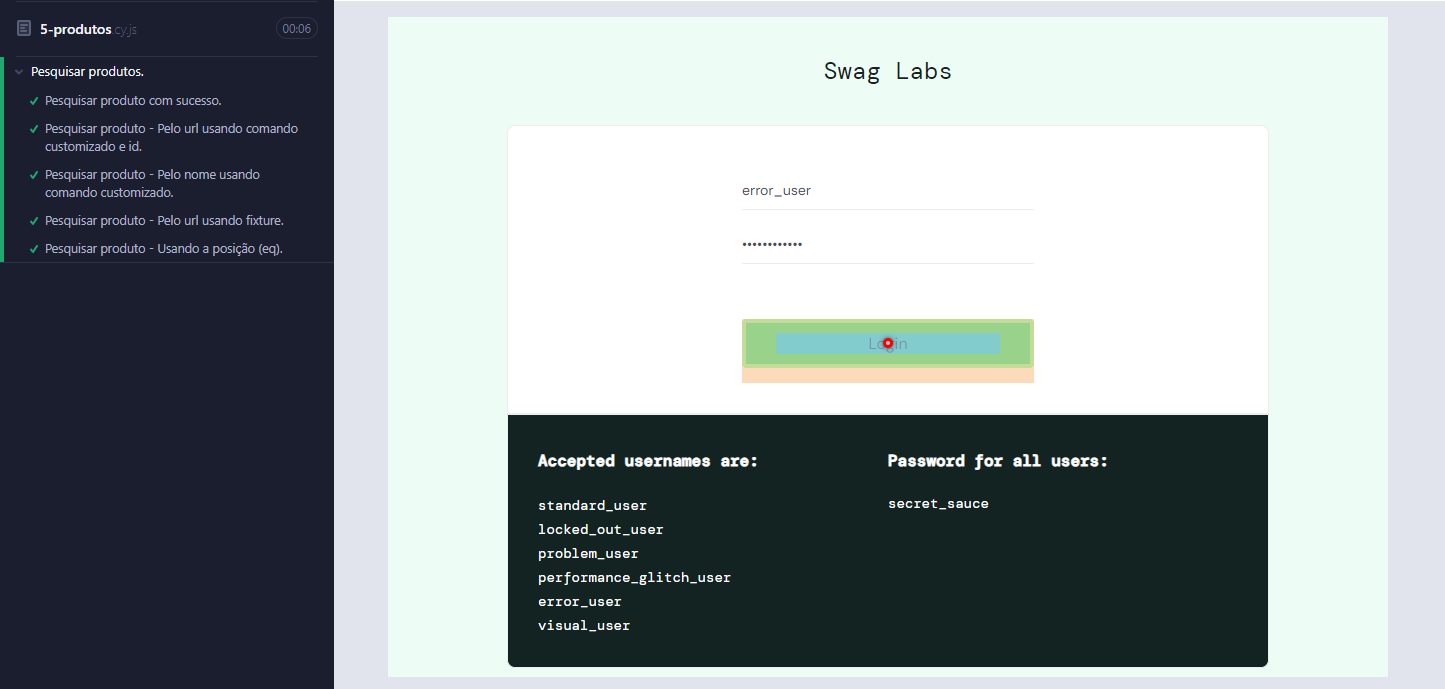 5-produtos.cy.js
00:06
Pesquisar produtos.
Pesquisar produto com sucesso.
Pesquisar produto - Pelo url usando comando
customizado e id.
Pesquisar produto - Pelo nome usando
comando customizado.
Pesquisar produto - Pelo url usando fixture.
Pesquisar produto - Usando a posição (eq).
Swag Labs
error_user
••••••••••••
Login
Accepted usernames are:
standard_user
locked_out_user
problem_user
performance_glitch_user
error_user
visual_user
Password for all users:
secret_sauce